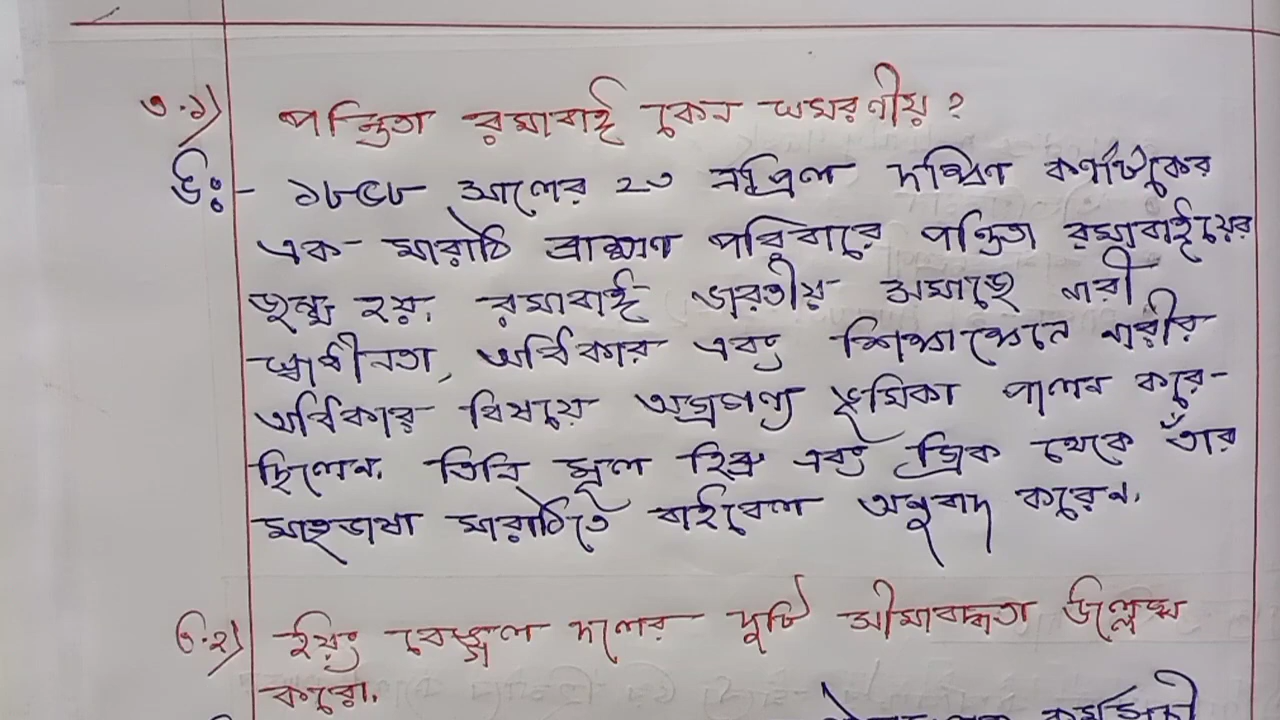 ৩.১) পন্ডিতা রমাবাঈ কেন স্মরণীয়?
উঃ- ১৮৫৮ সালের ২৩ এপ্রিল দক্ষিণ কর্ণাটকের
এক মারাঠি ব্রাহ্মণ পরিবারে পন্ডিতা রমাবাঈয়ের
জন্ম হয়. রমাবাঈ ভারতীয় সমাজে নারী
স্বাধীনতা, অধিকার এবং শিক্ষাক্ষেত্রে নারীর
অধিকার বিষয়ে অগ্রগণ্য ভূমিকা পালন করে-
ছিলেন. তিনি মূল হিব্রু এবং গ্রিক থেকে তাঁর
মাতৃভাষা মারাঠিতে বাইবেল অনুবাদ করেন.
৩.২) ইয়ং বেঙ্গল দলের দুটি সীমাবদ্ধতা উল্লেখ
করো.